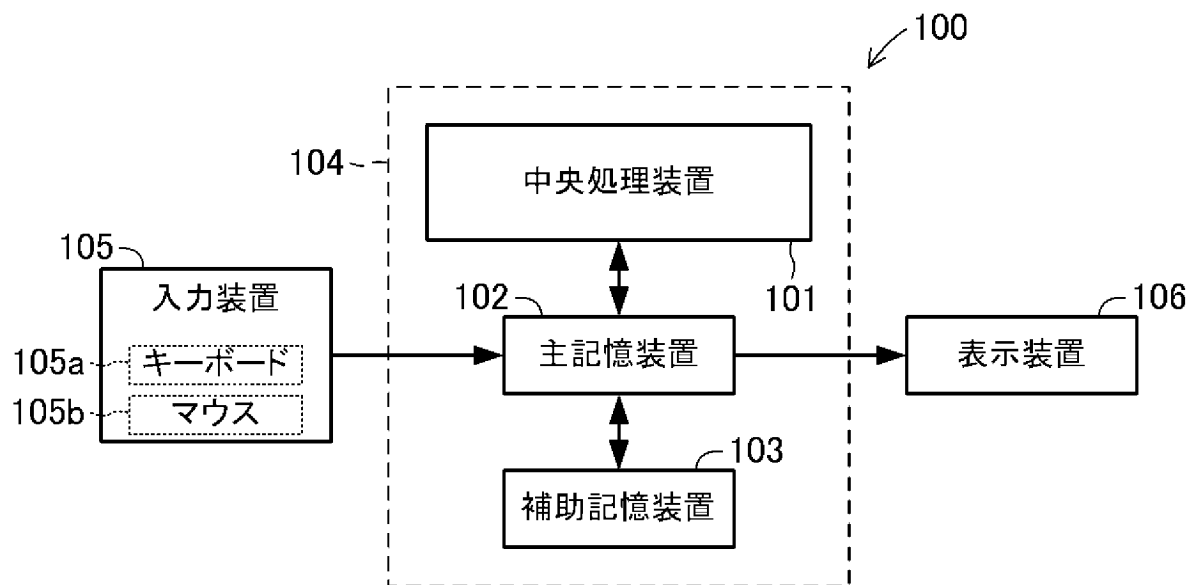 100
104
中央処理装置
101
105
入力装置
105a
キーボード
105b
マウス
102
主記憶装置
106
表示装置
103
補助記憶装置